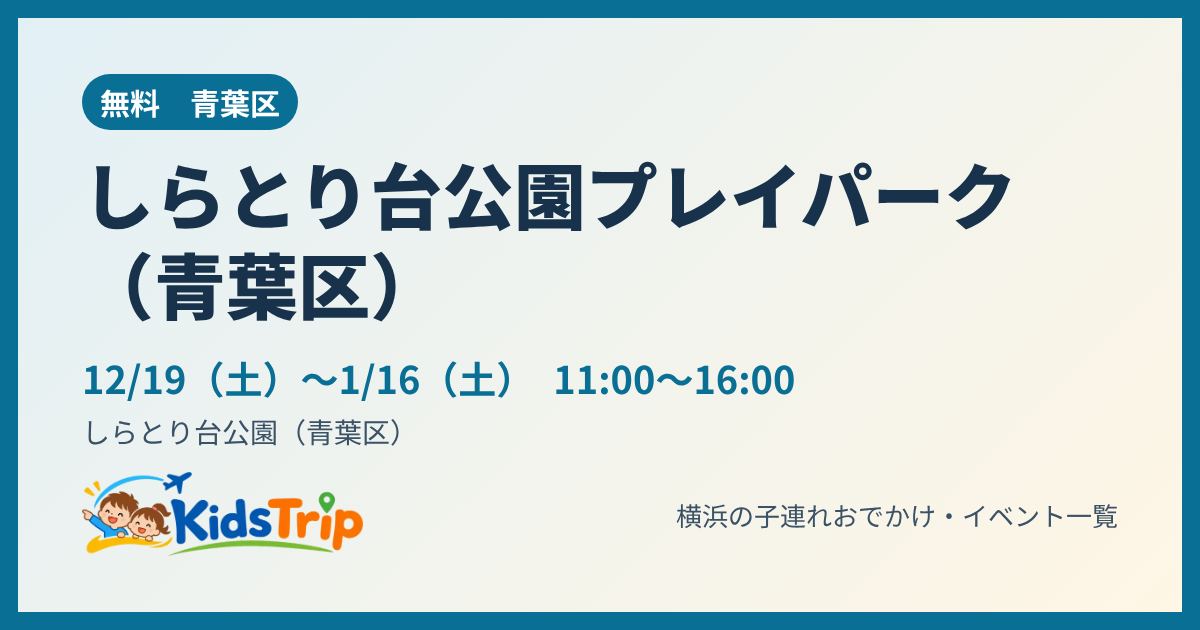 無料　青葉区
しらとり台公園プレイパーク
（青葉区）
12/19（土）〜1/16（土）　11:00〜16:00
しらとり台公園（青葉区）
KidsTrip
横浜の子連れおでかけ・イベント一覧